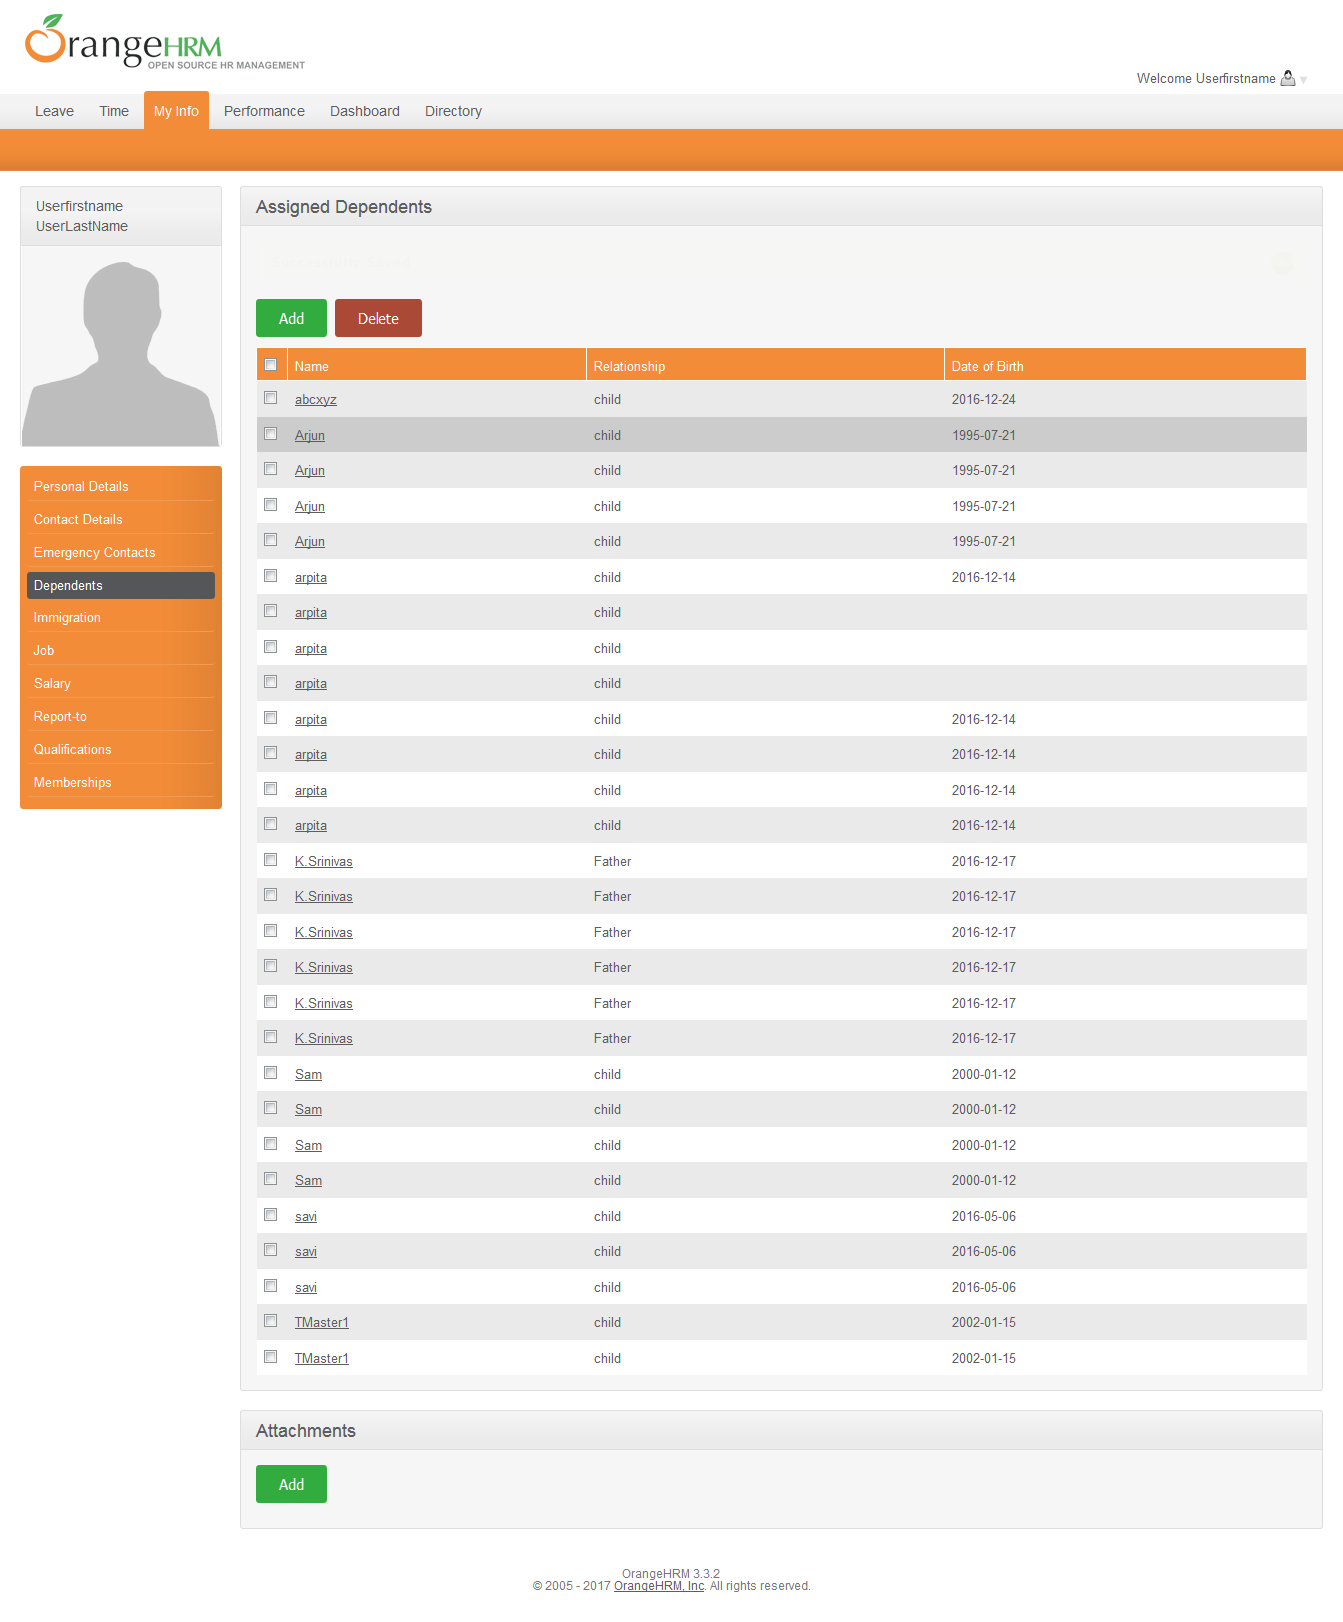 OrangeHRM
OPEN SOURCE HR MANAGEMENT
Welcome Userfirstname
Leave Time My Info Performance Dashboard Directory
Userfirstname
UserLastName
Personal Details
Contact Details
Emergency Contacts
Dependents
Immigration
Job
Salary
Report-to
Qualifications
Memberships
Assigned Dependents
Successfully Saved
Add Delete
Name Relationship Date of Birth
abcxyz child 2016-12-24
Arjun child 1995-07-21
Arjun child 1995-07-21
Arjun child 1995-07-21
Arjun child 1995-07-21
arpita child 2016-12-14
arpita child
arpita child
arpita child
arpita child 2016-12-14
arpita child 2016-12-14
arpita child 2016-12-14
arpita child 2016-12-14
K.Srinivas Father 2016-12-17
K.Srinivas Father 2016-12-17
K.Srinivas Father 2016-12-17
K.Srinivas Father 2016-12-17
K.Srinivas Father 2016-12-17
K.Srinivas Father 2016-12-17
Sam child 2000-01-12
Sam child 2000-01-12
Sam child 2000-01-12
Sam child 2000-01-12
savi child 2016-05-06
savi child 2016-05-06
savi child 2016-05-06
TMaster1 child 2002-01-15
TMaster1 child 2002-01-15
Attachments
Add
OrangeHRM 3.3.2
© 2005 - 2017 OrangeHRM, Inc. All rights reserved.